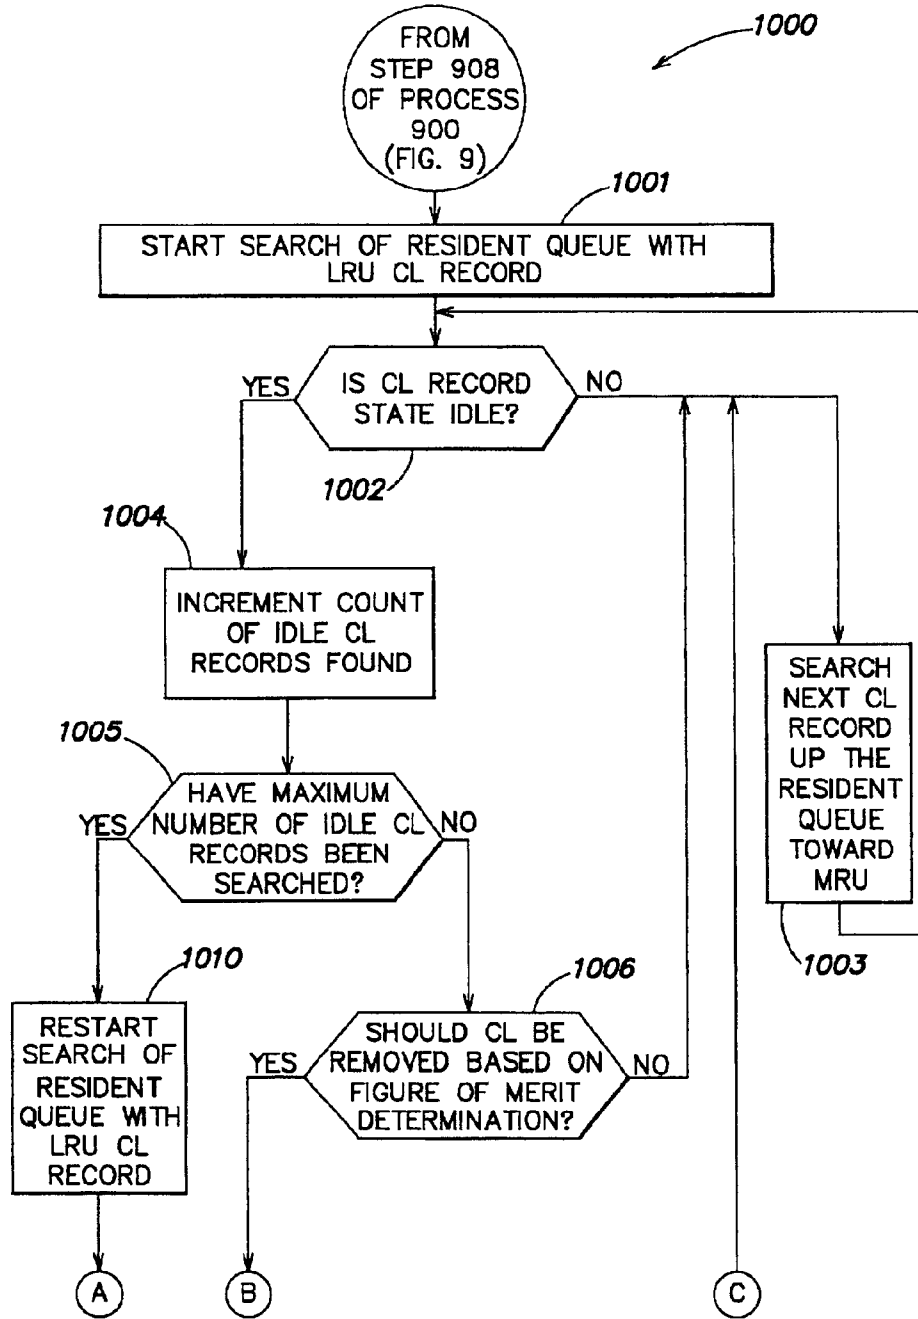 1000
FROM
STEP 908
OF PROCESS
900
(FIG. 9)
1001
START SEARCH OF RESIDENT QUEUE WITH
LRU CL RECORD
YES
IS CL RECORD
STATE IDLE?
NO
1002
1004
INCREMENT COUNT
OF IDLE CL
RECORDS FOUND
SEARCH
NEXT CL
RECORD
UP THE
RESIDENT
QUEUE
TOWARD
MRU
1003
1005
YES
HAVE MAXIMUM
NUMBER OF IDLE CL
RECORDS BEEN
SEARCHED?
NO
1010
RESTART
SEARCH OF
RESIDENT
QUEUE WITH
LRU CL
RECORD
1006
YES
SHOULD CL BE
REMOVED BASED ON
FIGURE OF MERIT
DETERMINATION?
NO
A
B
C